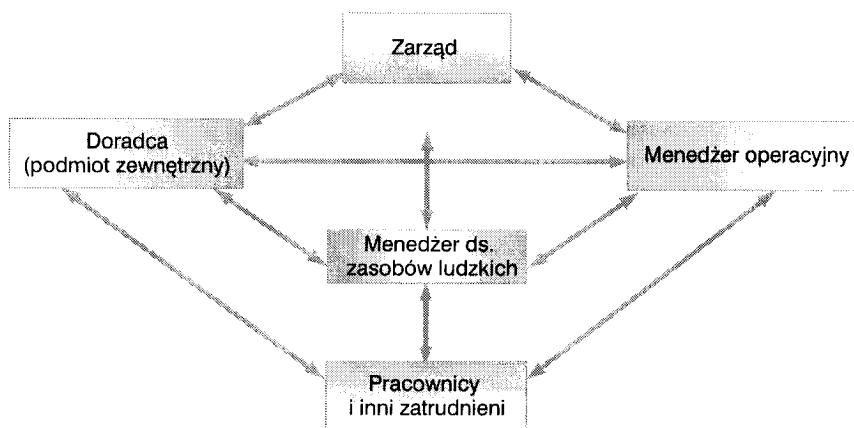 Zarząd
Doradca
(podmiot zewnętrzny)
Menedżer operacyjny
Menedżer ds.
zasobów ludzkich
Pracownicy
i inni zatrudnieni